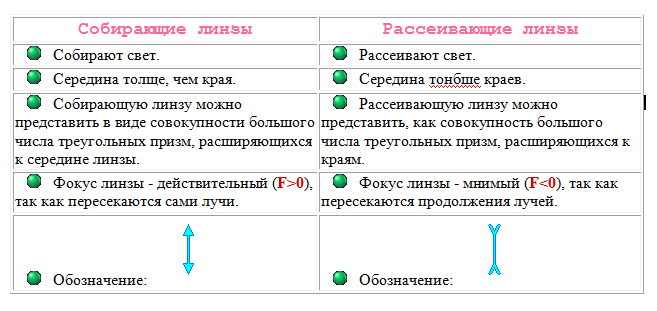 Собирающие линзы
Рассеивающие линзы
Собирают свет.
Рассеивают свет.
Середина толще, чем края.
Середина тонбше краев.
Собирающую линзу можно
представить в виде совокупности большого
числа треугольных призм, расширяющихся
к середине линзы.
Рассеивающую линзу можно
представить, как совокупность большого
числа треугольных призм, расширяющихся к
краям.
Фокус линзы - действительный (F>0),
так как пересекаются сами лучи.
Фокус линзы - мнимый (F<0), так как
пересекаются продолжения лучей.
Обозначение:
Обозначение: